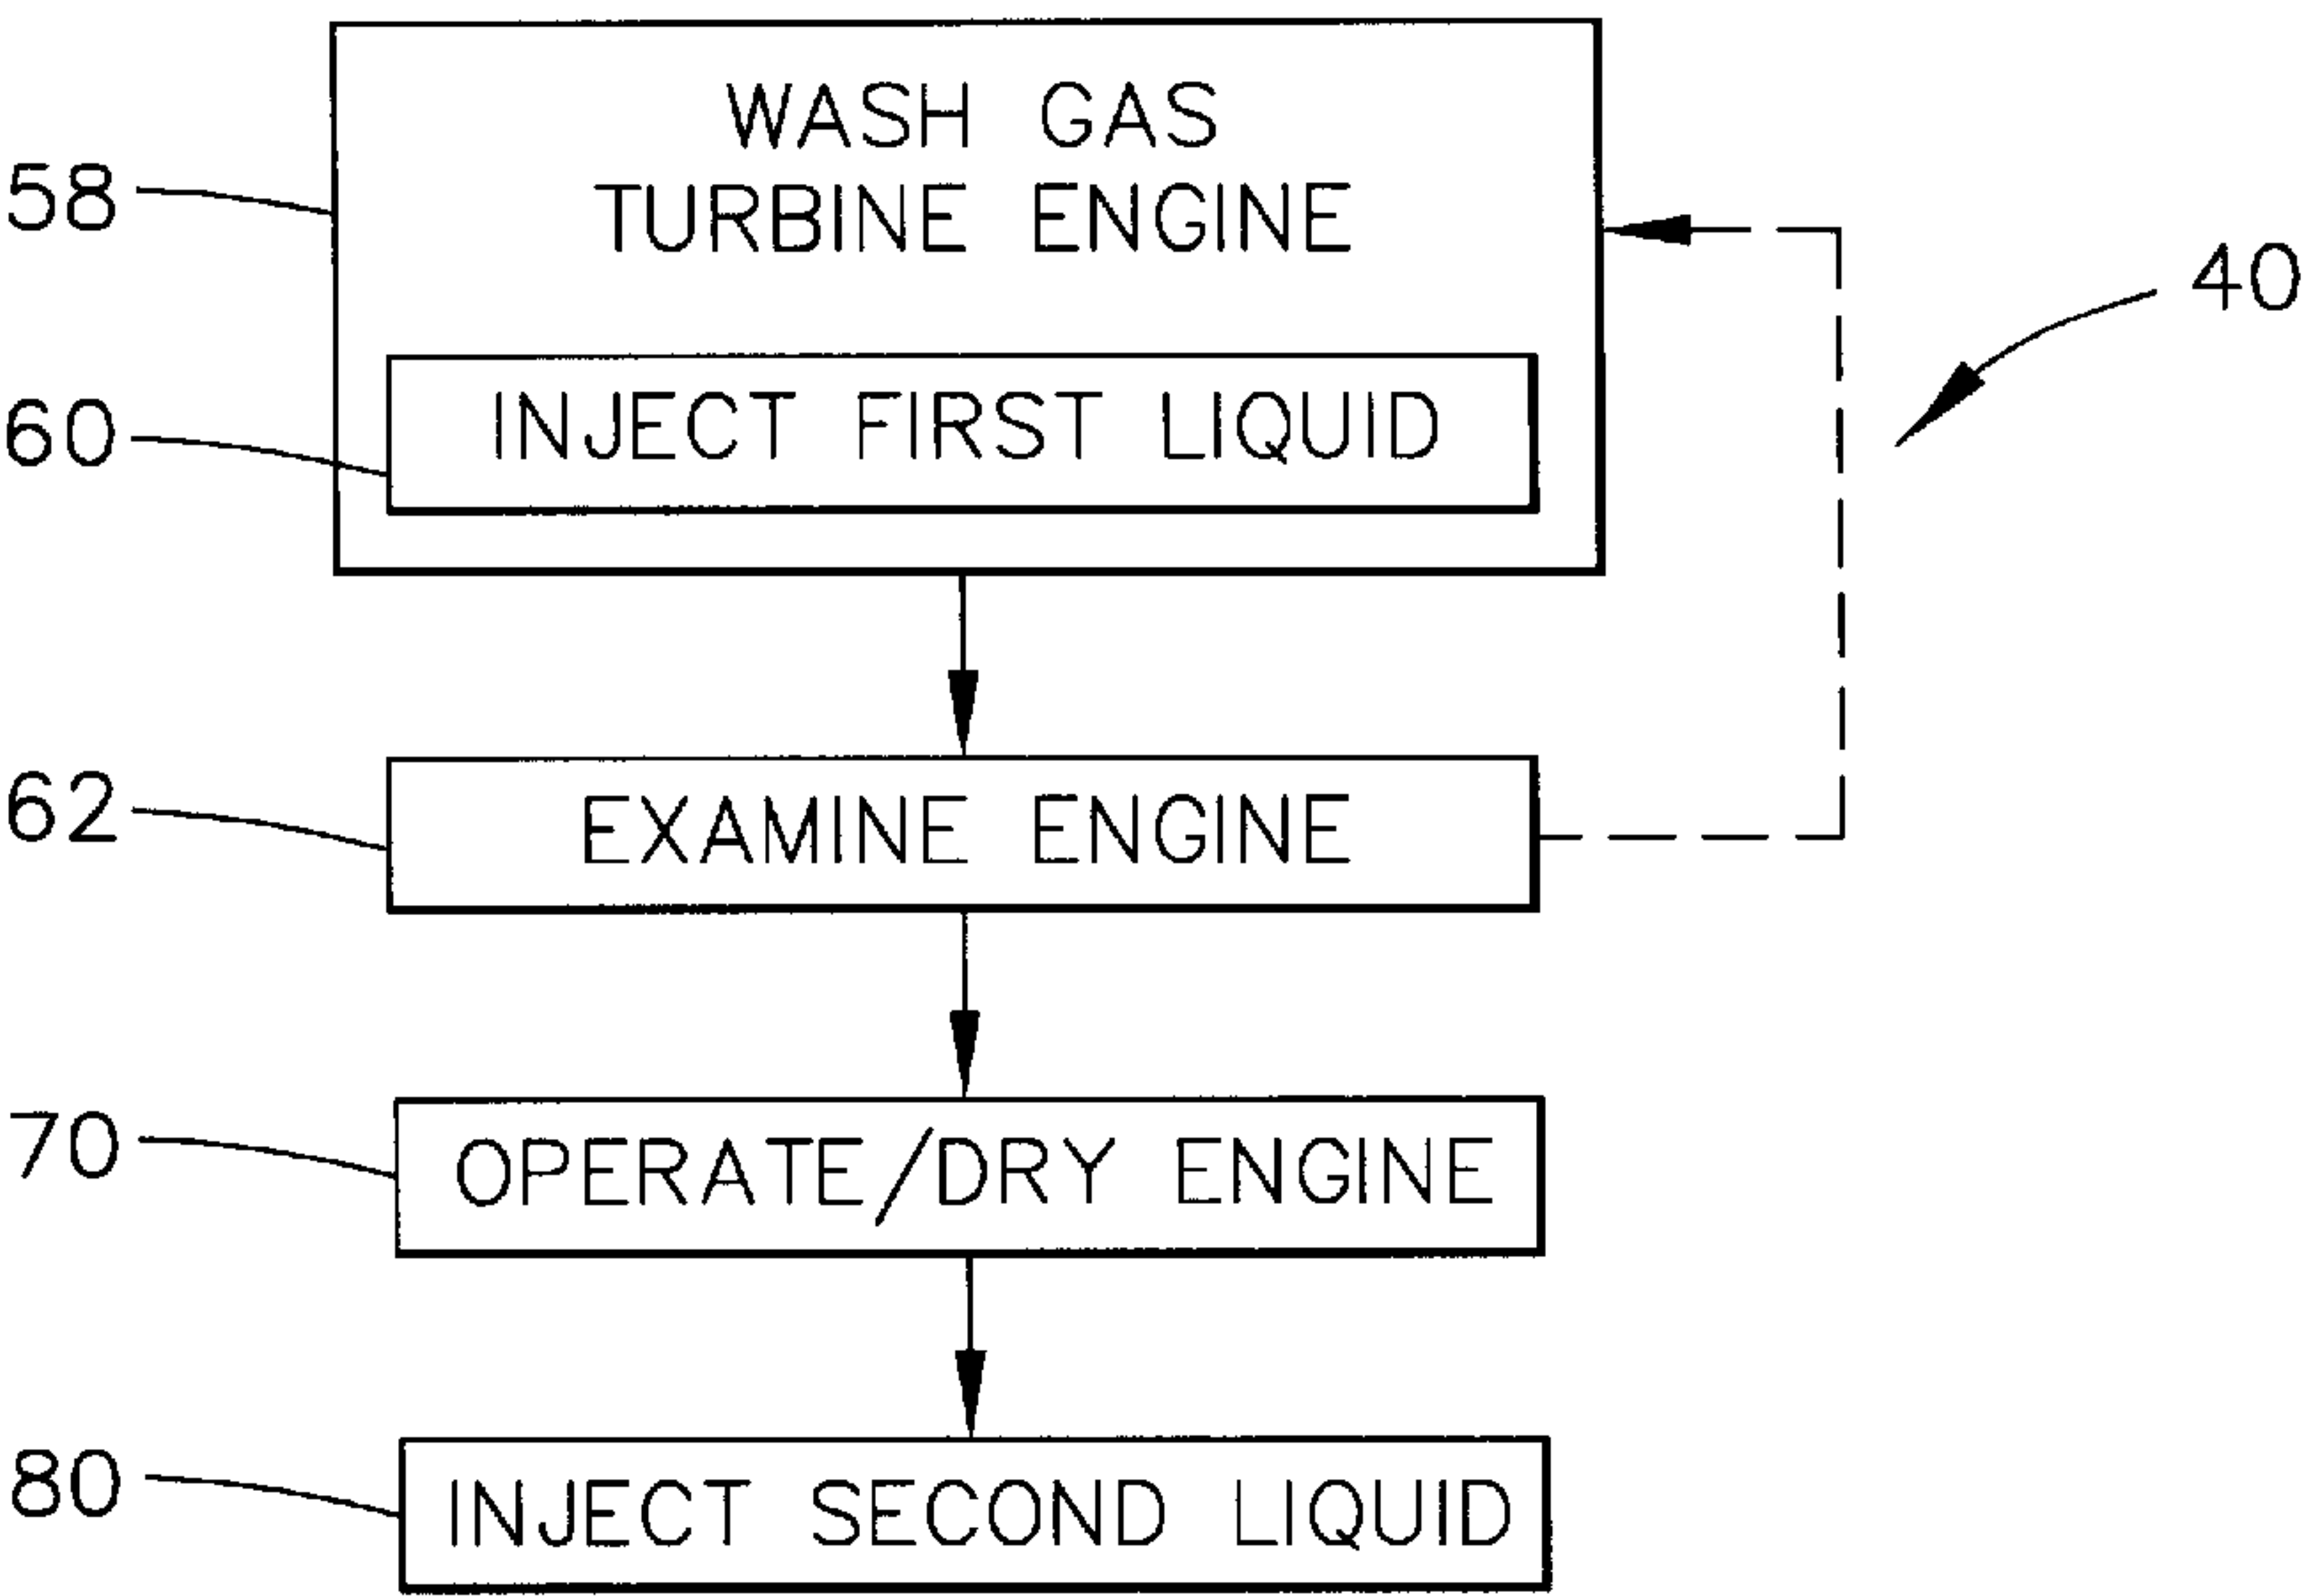 WASH GAS
58
TURBINE ENGINE
40
60
INJECT FIRST LIQUID
62
EXAMINE ENGINE
70
OPERATE/DRY ENGINE
80
INJECT SECOND LIQUID